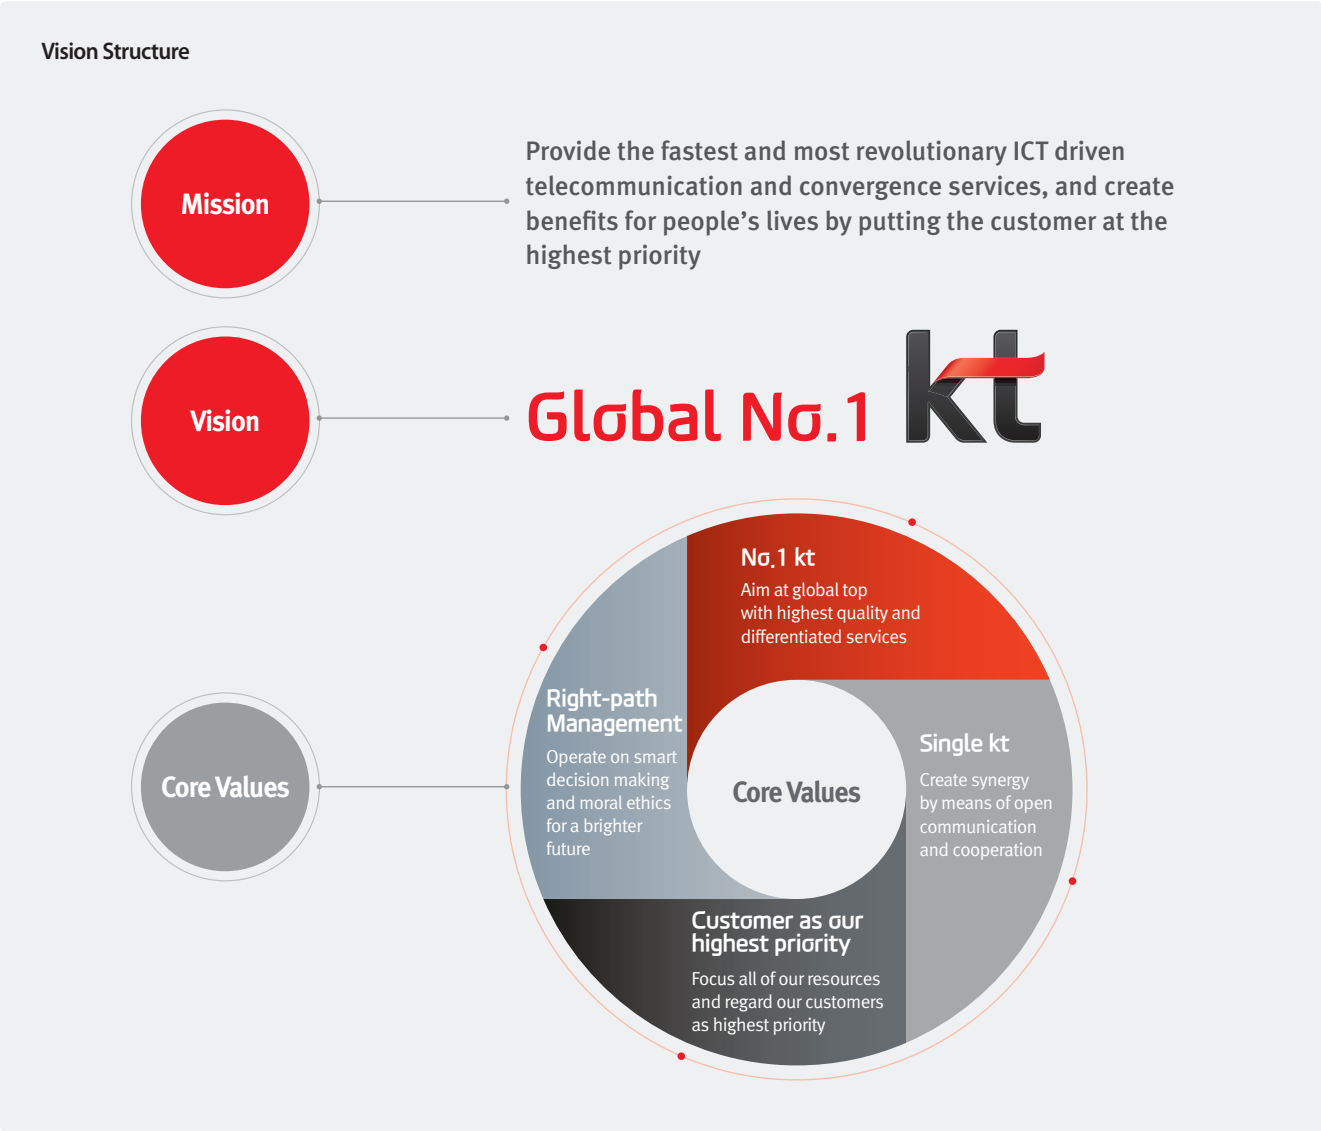 Vision Structure
Mission
Provide the fastest and most revolutionary ICT driven
telecommunication and convergence services, and create
benefits for people’s lives by putting the customer at the
highest priority
Vision
Global No.1 kt
Core Values
No.1 kt
Aim at global top
with highest quality and
differentiated services
Right-path
Management
Operate on smart
decision making
and moral ethics
for a brighter
future
Core Values
Single kt
Create synergy
by means of open
communication
and cooperation
Customer as our
highest priority
Focus all of our resources
and regard our customers
as highest priority